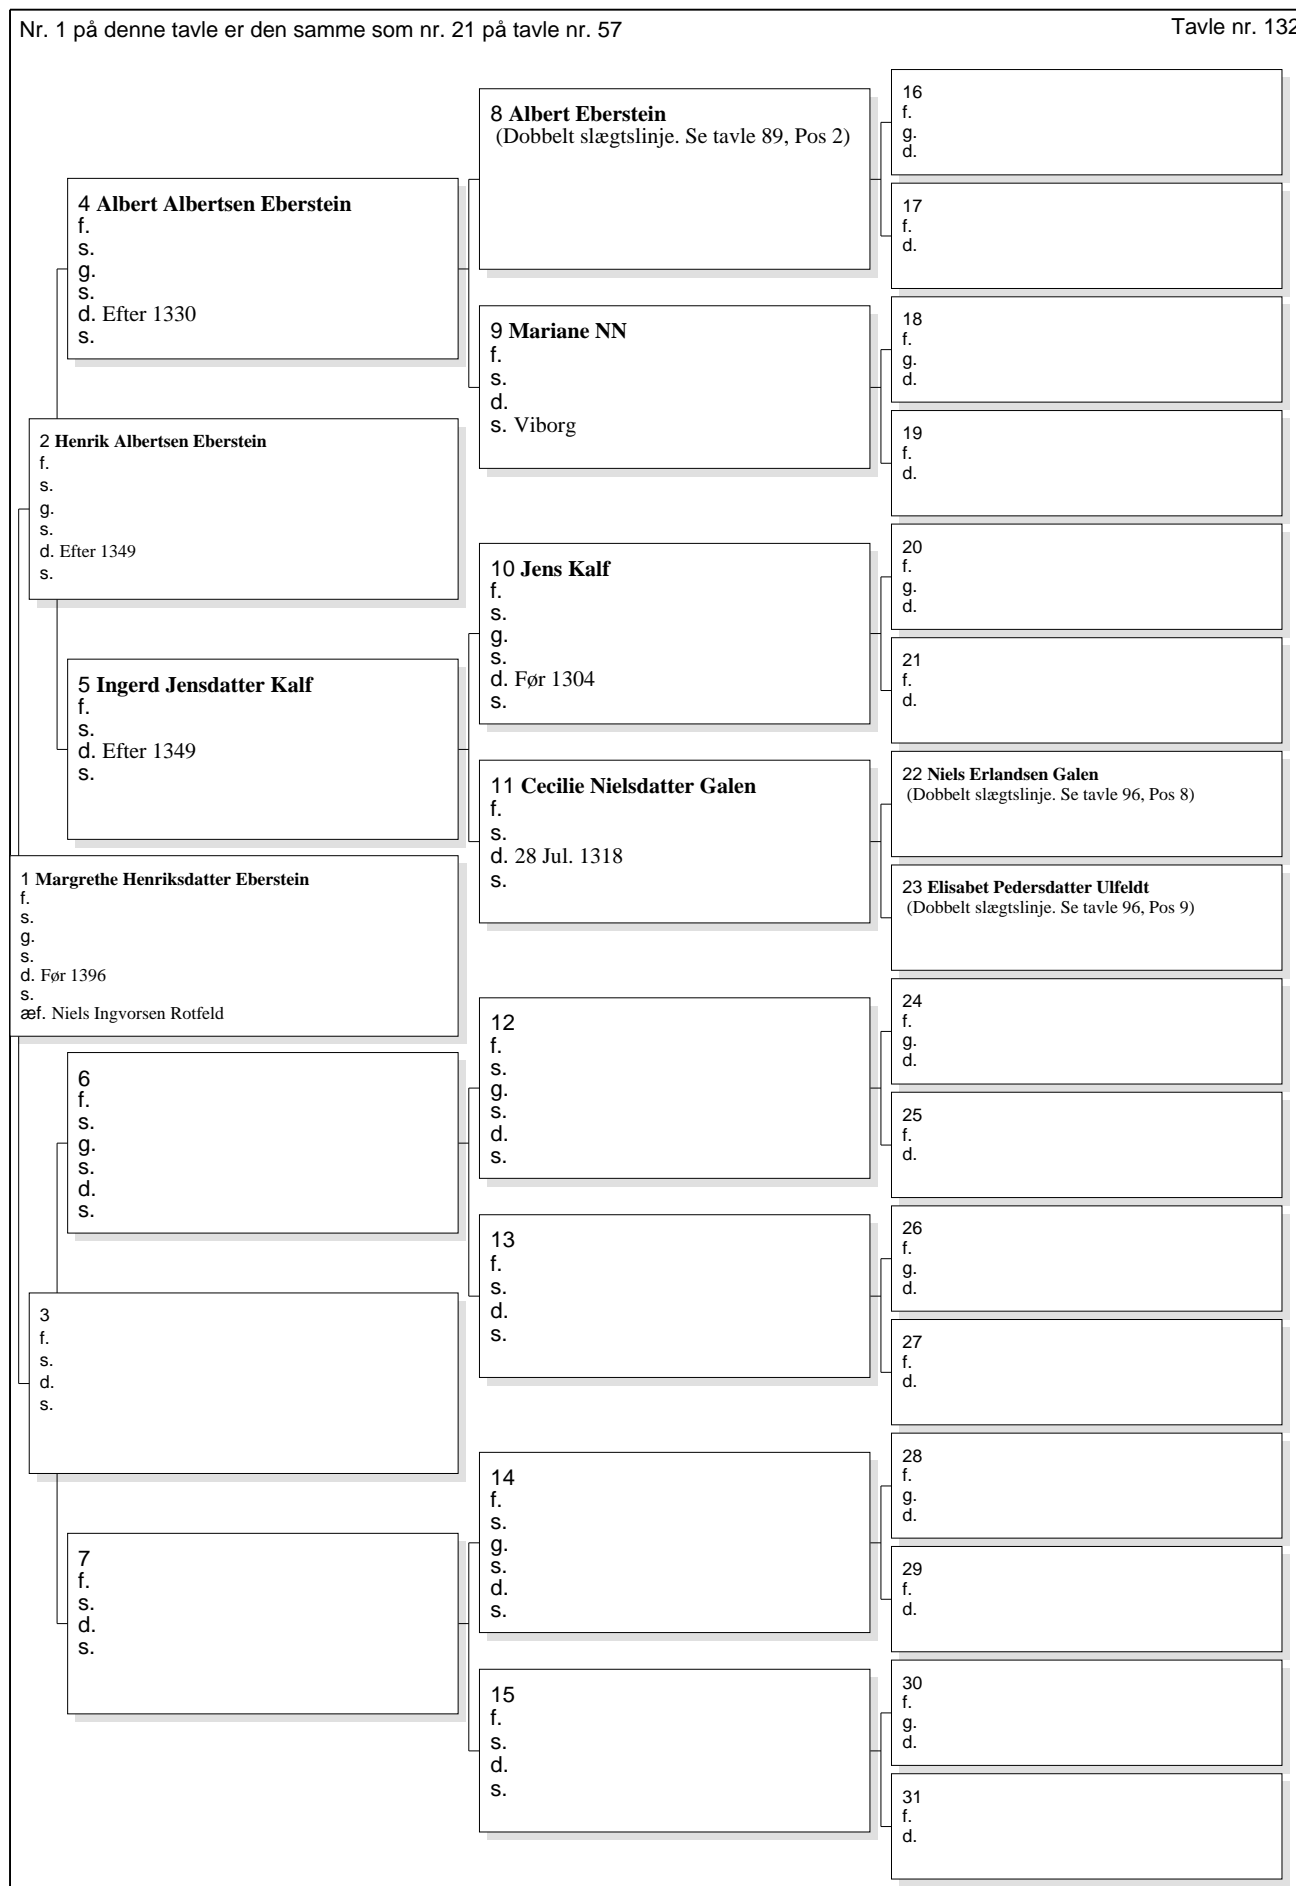 Nr. 1 på denne tavle er den samme som nr. 21 på tavle nr. 57
Tavle nr. 132
1 Margrethe Henriksdatter Eberstein
f.
s.
g.
s.
d. Før 1396
s.
æf. Niels Ingvorsen Rotfeld
2 Henrik Albertsen Eberstein
f.
s.
g.
s.
d. Efter 1349
s.
3
f.
s.
d.
s.
4 Albert Albertsen Eberstein
f.
s.
g.
s.
d. Efter 1330
s.
5 Ingerd Jensdatter Kalf
f.
s.
d. Efter 1349
s.
6
f.
s.
g.
s.
d.
s.
7
f.
s.
d.
s.
8 Albert Eberstein
(Dobbelt slægtslinje. Se tavle 89, Pos 2)
9 Mariane NN
f.
s.
d.
s. Viborg
10 Jens Kalf
f.
s.
g.
s.
d. Før 1304
s.
11 Cecilie Nielsdatter Galen
f.
s.
d. 28 Jul. 1318
s.
12
f.
s.
g.
s.
d.
s.
13
f.
s.
d.
s.
14
f.
s.
g.
s.
d.
s.
15
f.
s.
d.
s.
16
f.
g.
d.
17
f.
d.
18
f.
g.
d.
19
f.
d.
20
f.
g.
d.
21
f.
d.
22 Niels Erlandsen Galen
(Dobbelt slægtslinje. Se tavle 96, Pos 8)
23 Elisabet Pedersdatter Ulfeldt
(Dobbelt slægtslinje. Se tavle 96, Pos 9)
24
f.
g.
d.
25
f.
d.
26
f.
g.
d.
27
f.
d.
28
f.
g.
d.
29
f.
d.
30
f.
g.
d.
31
f.
d.